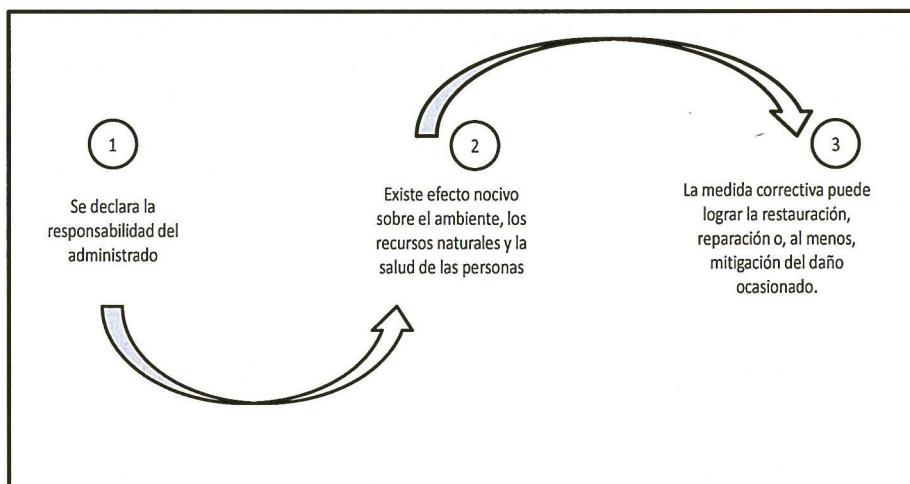 1
Se declara la
responsabilidad del
administrado
2
Existe efecto nocivo
sobre el ambiente, los
recursos naturales y la
salud de las personas
3
La medida correctiva puede
lograr la restauración,
reparación o, al menos,
mitigación del daño
ocasionado.